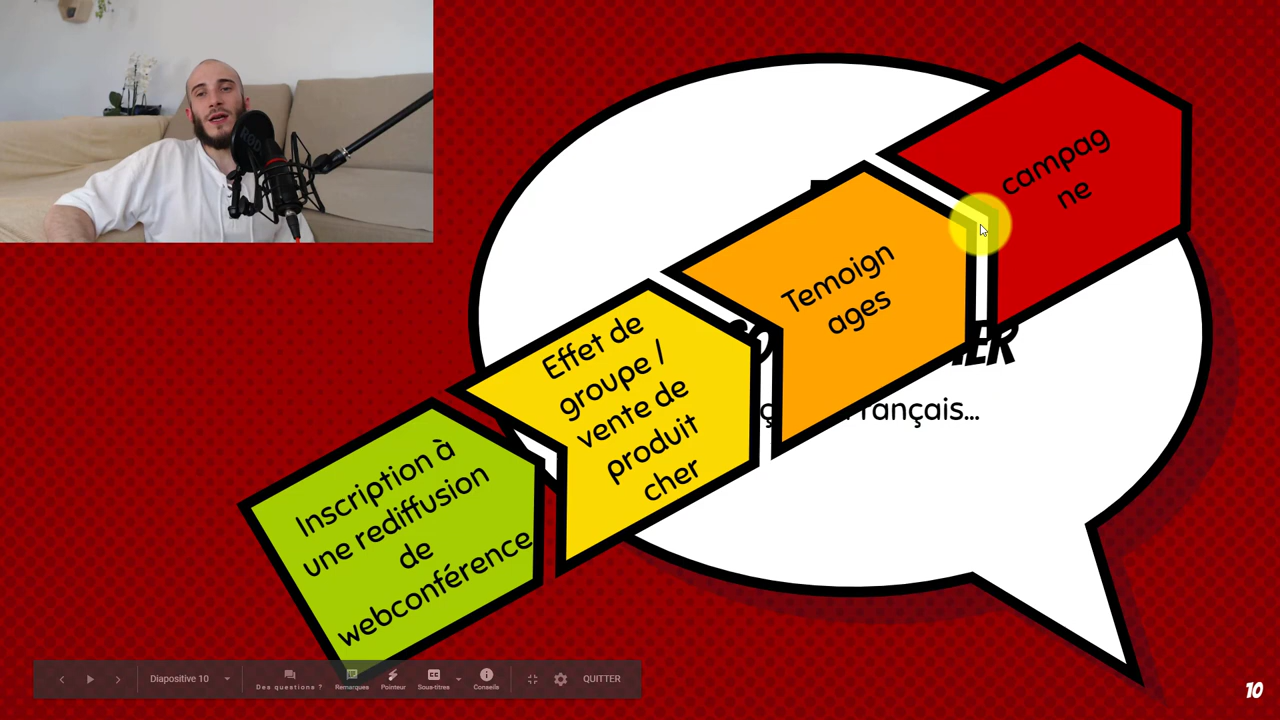 campag
ne
Temoign
ages
Effet de
groupe /
vente de
produit
cher
Inscription à
une rediffusion
de
webconférence
français...
Diapositive 10
Des questions ?
Remarques
Pointeur
Sous-titres
Conseils
QUITTER
10
RODE